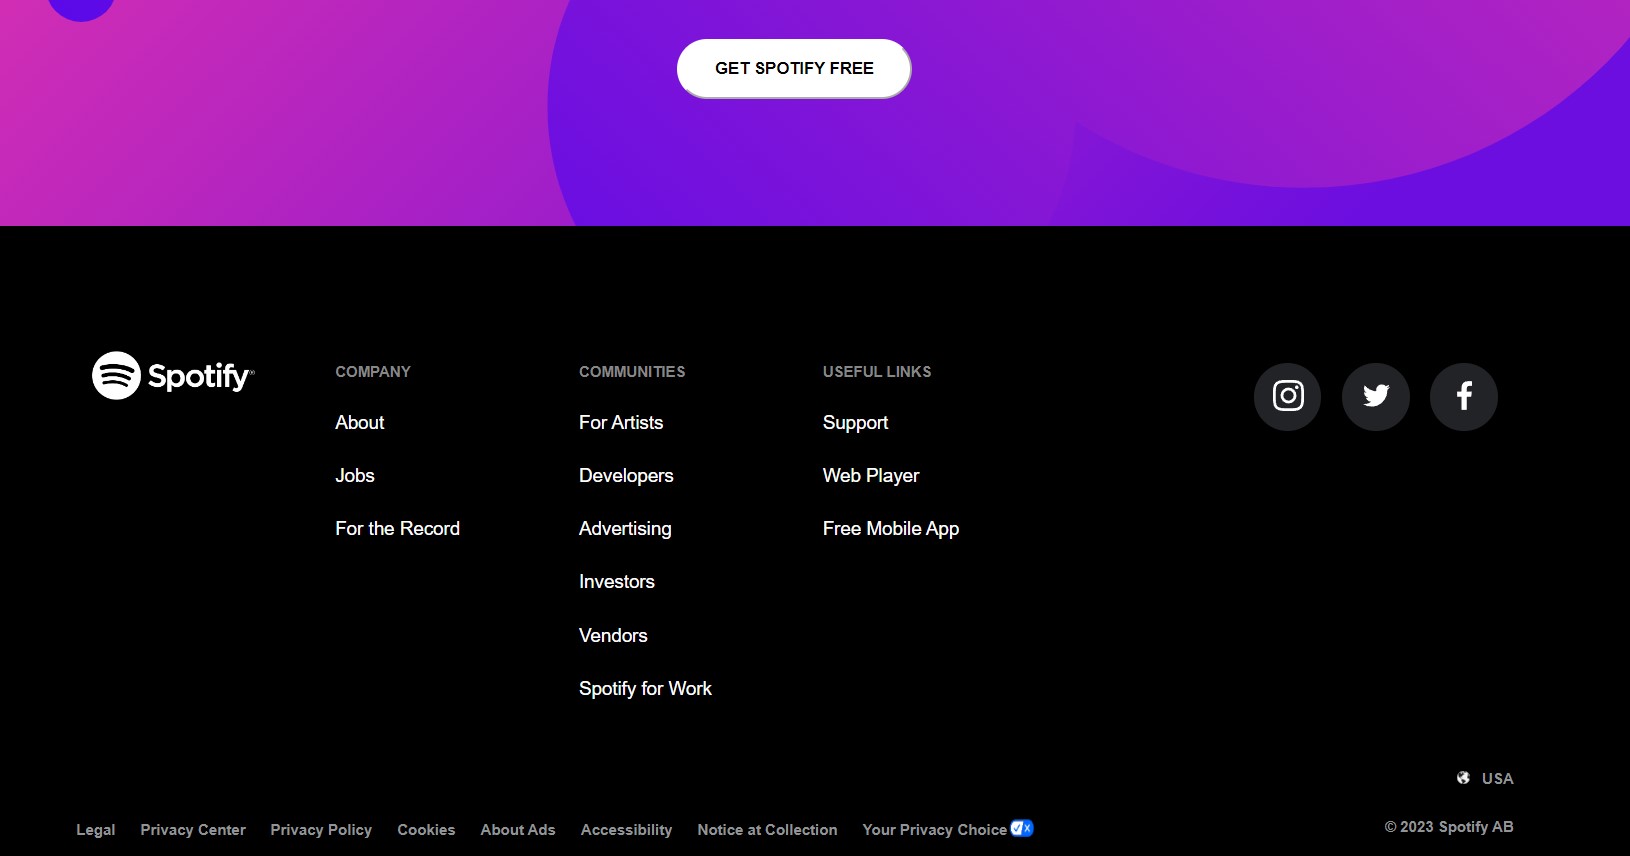 GET SPOTIFY FREE
Spotify®
COMPANY
About
Jobs
For the Record
COMMUNITIES
For Artists
Developers
Advertising
Investors
Vendors
Spotify for Work
USEFUL LINKS
Support
Web Player
Free Mobile App
USA
Legal Privacy Center Privacy Policy Cookies About Ads Accessibility Notice at Collection Your Privacy Choice
© 2023 Spotify AB